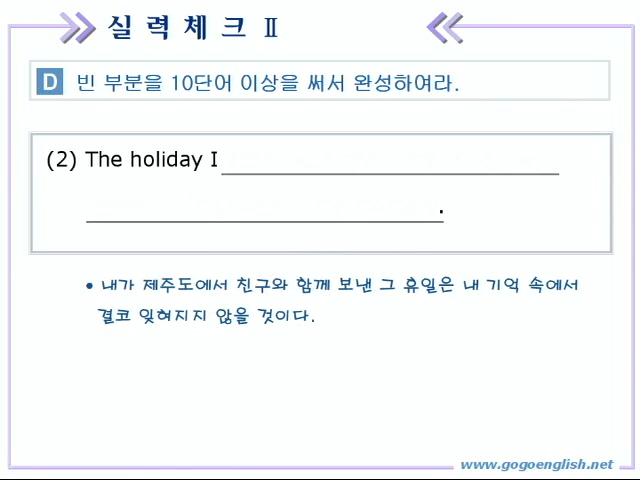 실 력 체 크 Ⅱ
D 빈 부분을 10단어 이상을 써서 완성하여라.
(2) The holiday I
.
• 내가 제주도에서 친구와 함께 보낸 그 휴일은 내 기억 속에서
결코 잊혀지지 않을 것이다.
www.gogoenglish.net